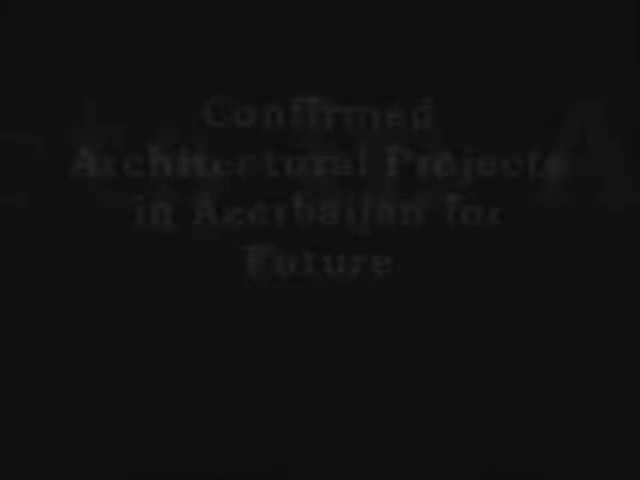 Confirmed
Architectural Projects
in Azerbaijan for
Future